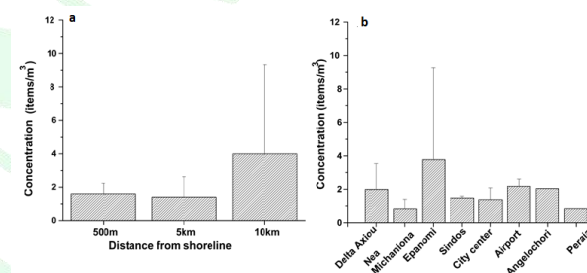 a
12
10
8
6
4
2
0
Concentration (items/m³)
500m 5km 10km
Distance from shoreline
b
12
10
8
6
4
2
0
Concentration (items/m³)
Delta Axiou
Nea
Michaniona
Epanomi
Sindos
City center
Airport
Angelochori